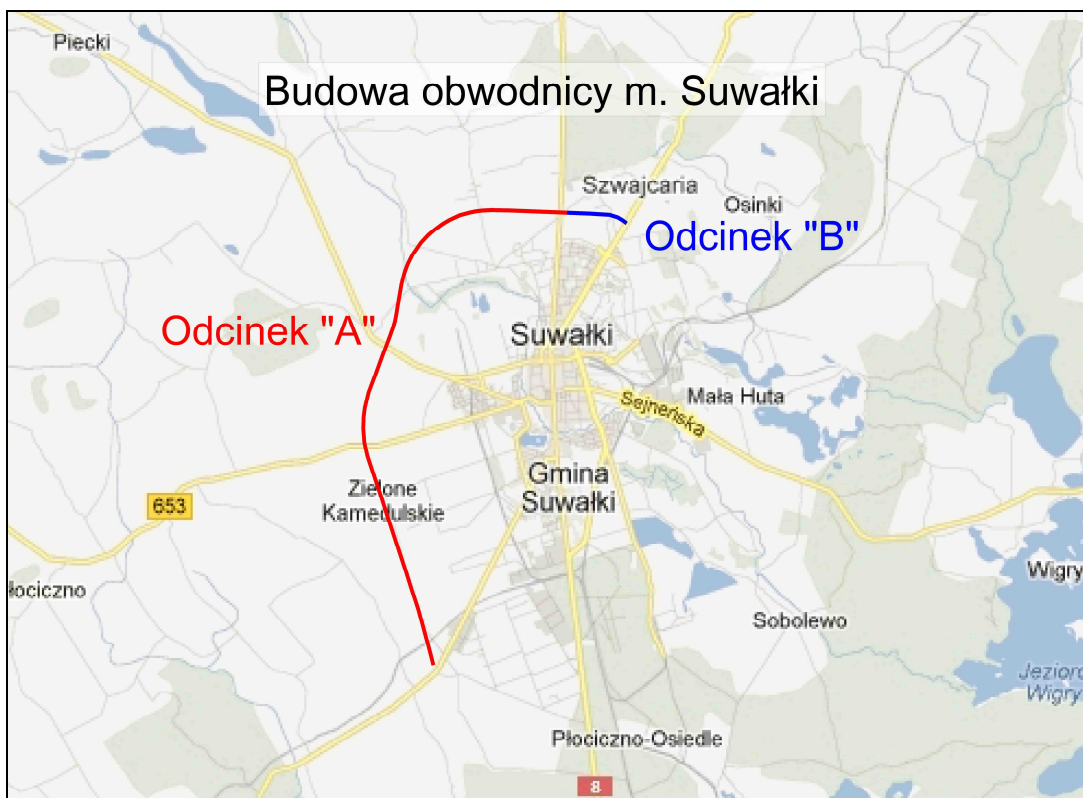 Piecki
Budowa obwodnicy m. Suwałki
Szwajcaria
Osinki
Odcinek "B"
Odcinek "A"
Suwałki
Mała Huta
Sejneńska
Gmina
Suwałki
Zielone
Kamedulskie
653
łociczno
Wigry
Sobolewo
Jezioro
Wigry
Płociczno-Osiedle
8